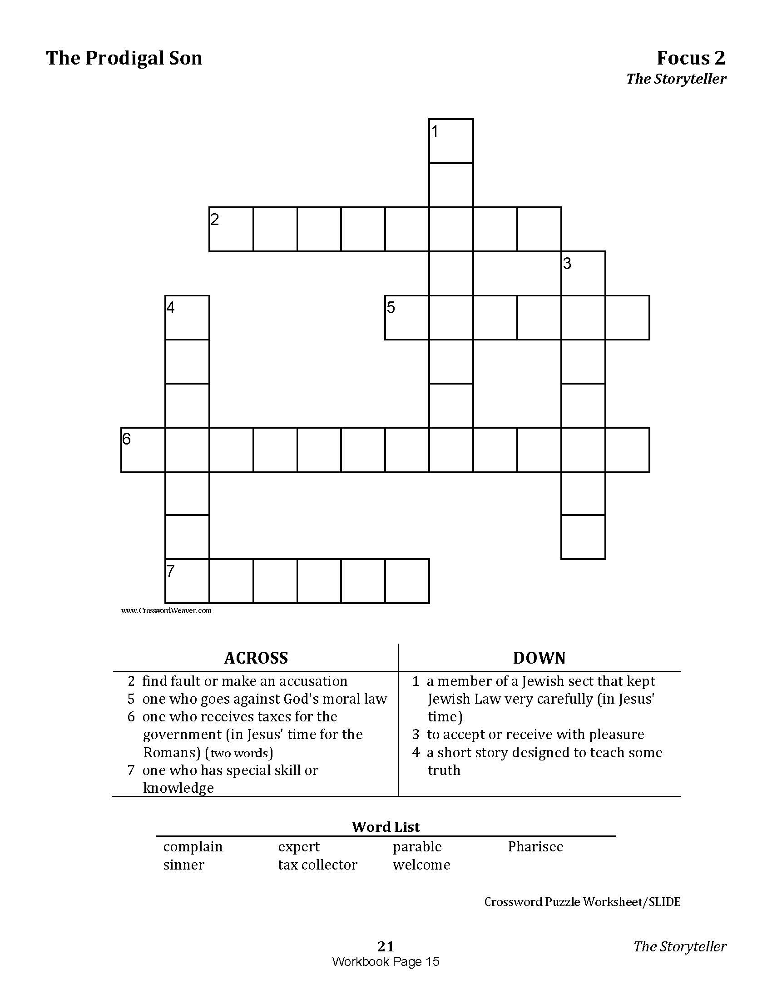 The Prodigal Son
Focus 2
The Storyteller
1
2
3
4
5
6
7
www.CrosswordWeaver.com
ACROSS
2 find fault or make an accusation
5 one who goes against God's moral law
6 one who receives taxes for the
government (in Jesus' time for the
Romans) (two words)
7 one who has special skill or
knowledge
DOWN
1 a member of a Jewish sect that kept
Jewish Law very carefully (in Jesus'
time)
3 to accept or receive with pleasure
4 a short story designed to teach some
truth
Word List
complain expert parable Pharisee
sinner tax collector welcome
Crossword Puzzle Worksheet/SLIDE
21
The Storyteller
Workbook Page 15